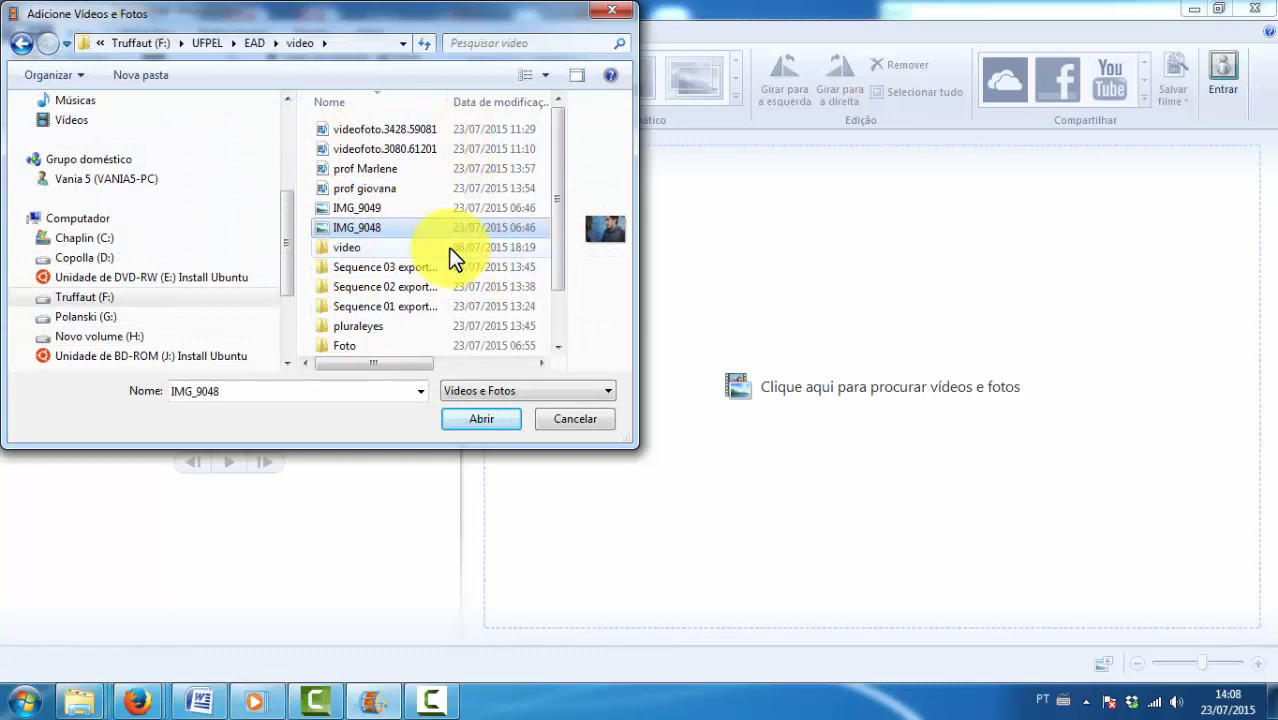 Adicione Vídeos e Fotos
« Truffaut (F:) ▸ UFPEL ▸ EAD ▸ video ▸
Pesquisar video
Organizar
Nova pasta
Músicas
Vídeos
Grupo doméstico
Vania 5 (VANIA5-PC)
Computador
Chaplin (C:)
Copolla (D:)
Unidade de DVD-RW (E:) Install Ubuntu
Truffaut (F:)
Polanski (G:)
Novo volume (H:)
Unidade de BD-ROM (J:) Install Ubuntu
Nome
Data de modificaç...
videofoto.3428.59081 23/07/2015 11:29
videofoto.3080.61201 23/07/2015 11:10
prof Marlene 23/07/2015 13:57
prof giovana 23/07/2015 13:54
IMG_9049 23/07/2015 06:46
IMG_9048 23/07/2015 06:46
video 08/07/2015 18:19
Sequence 03 export... 23/07/2015 13:45
Sequence 02 export... 23/07/2015 13:38
Sequence 01 export... 23/07/2015 13:24
pluraleyes 23/07/2015 13:45
Foto 23/07/2015 06:55
Nome: IMG_9048
Vídeos e Fotos
Abrir
Cancelar
Girar para a esquerda
Girar para a direita
Remover
Selecionar tudo
Edição
You Tube
Salvar filme
Compartilhar
Entrar
Clique aqui para procurar vídeos e fotos
PT
14:08
23/07/2015